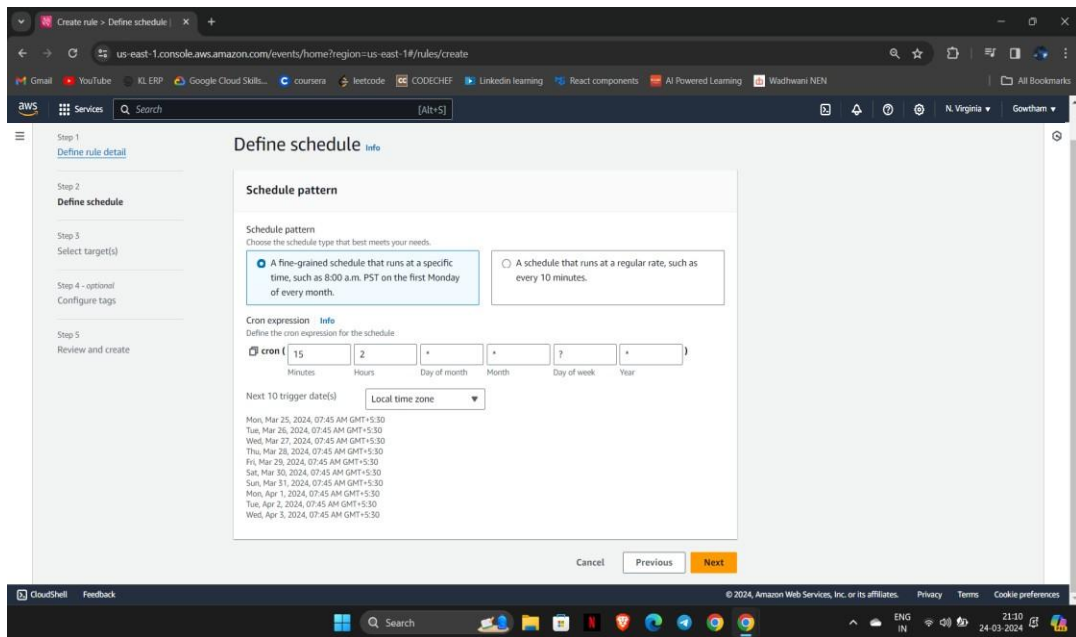 Create rule > Define schedule |
us-east-1.console.aws.amazon.com/events/home?region=us-east-1#/rules/create
Gmail YouTube KL ERP Google Cloud Skills... coursera leetcode CODECHEF Linkedin learning React components AI Powered Learning Wadhwani NEN All Bookmarks
aws Services Search [Alt+S] N. Virginia Gowtham
Step 1
Define rule detail
Step 2
Define schedule
Step 3
Select target(s)
Step 4 - optional
Configure tags
Step 5
Review and create
Define schedule Info
Schedule pattern
Schedule pattern
Choose the schedule type that best meets your needs.
A fine-grained schedule that runs at a specific
time, such as 8:00 a.m. PST on the first Monday
of every month.
A schedule that runs at a regular rate, such as
every 10 minutes.
Cron expression Info
Define the cron expression for the schedule
cron ( 15 2 * * ? * )
Minutes Hours Day of month Month Day of week Year
Next 10 trigger date(s) Local time zone
Mon, Mar 25, 2024, 07:45 AM GMT+5:30
Tue, Mar 26, 2024, 07:45 AM GMT+5:30
Wed, Mar 27, 2024, 07:45 AM GMT+5:30
Thu, Mar 28, 2024, 07:45 AM GMT+5:30
Fri, Mar 29, 2024, 07:45 AM GMT+5:30
Sat, Mar 30, 2024, 07:45 AM GMT+5:30
Sun, Mar 31, 2024, 07:45 AM GMT+5:30
Mon, Apr 1, 2024, 07:45 AM GMT+5:30
Tue, Apr 2, 2024, 07:45 AM GMT+5:30
Wed, Apr 3, 2024, 07:45 AM GMT+5:30
Cancel Previous Next
CloudShell Feedback © 2024, Amazon Web Services, Inc. or its affiliates. Privacy Terms Cookie preferences
Search ENG 21:10
IN 24-03-2024